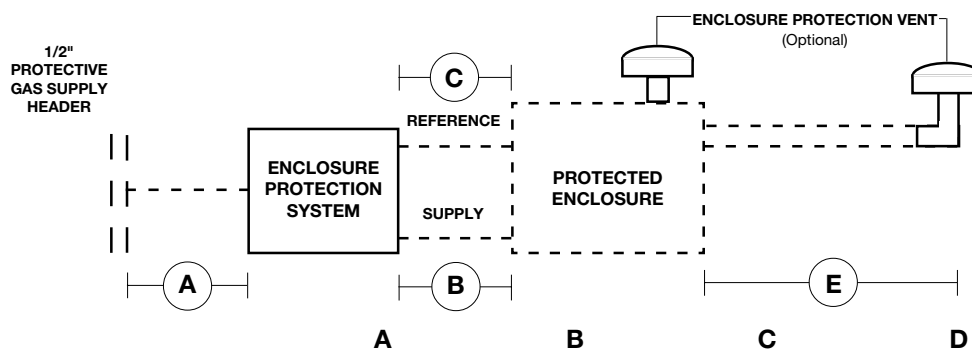 ENCLOSURE PROTECTION VENT
(Optional)
1/2"
PROTECTIVE
GAS SUPPLY
HEADER
C
REFERENCE
ENCLOSURE
PROTECTION
SYSTEM
PROTECTED
ENCLOSURE
SUPPLY
A
B
E
A B C D